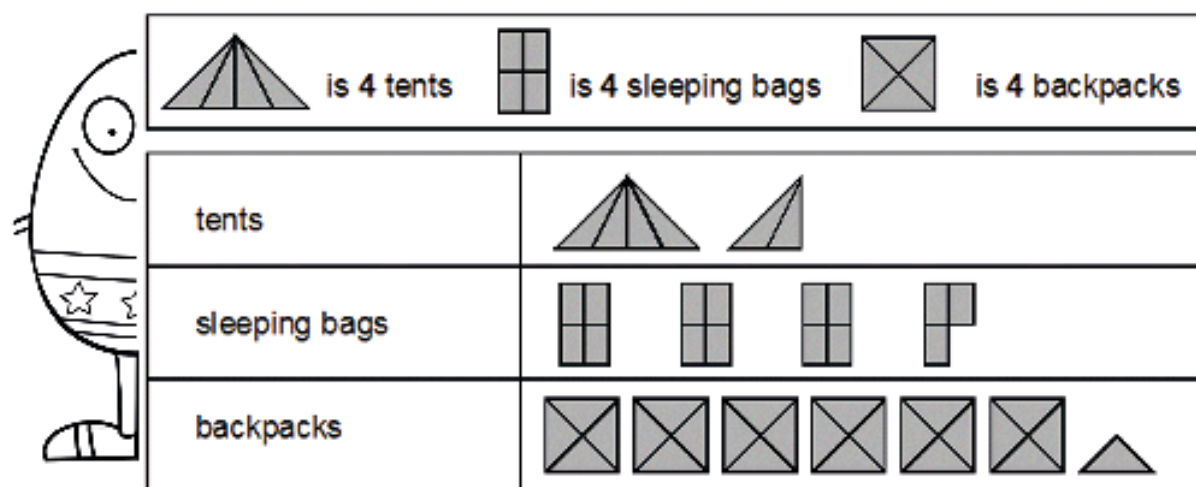 is 4 tents is 4 sleeping bags is 4 backpacks
tents
sleeping bags
backpacks